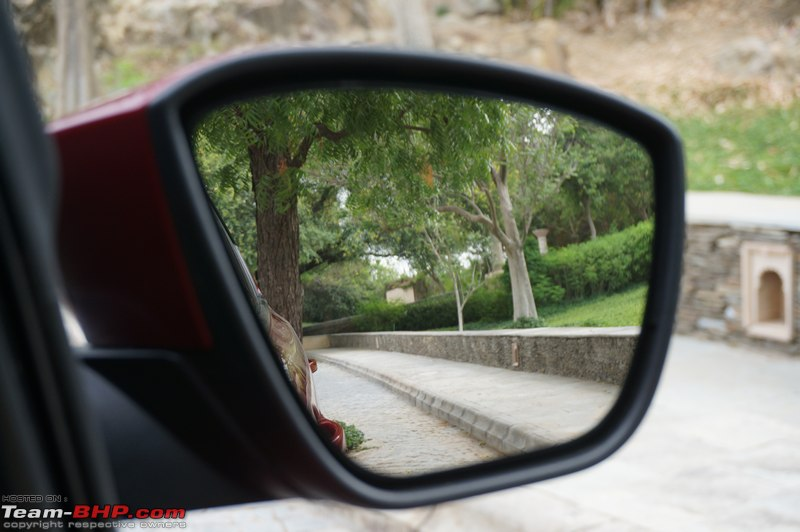 HOSTED ON :
Team-BHP.com
copyright respective owners